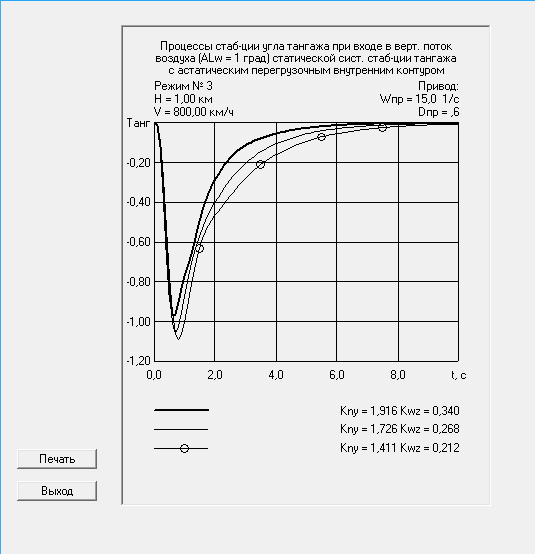 Процессы стаб-ции угла тангажа при входе в верт. поток
воздуха (ALw = 1 град) статической сист. стаб-ции тангажа
с астатическим перегрузочным внутренним контуром
Режим № 3 Привод:
H = 1,00 км Wпр = 15,0 1/с
V = 800,00 км/ч Dпр = ,6
Танг
-0,20
-0,40
-0,60
-0,80
-1,00
-1,20
0,0 2,0 4,0 6,0 8,0 t, с
Kny = 1,916 Kwz = 0,340
Kny = 1,726 Kwz = 0,268
Kny = 1,411 Kwz = 0,212
Печать
Выход